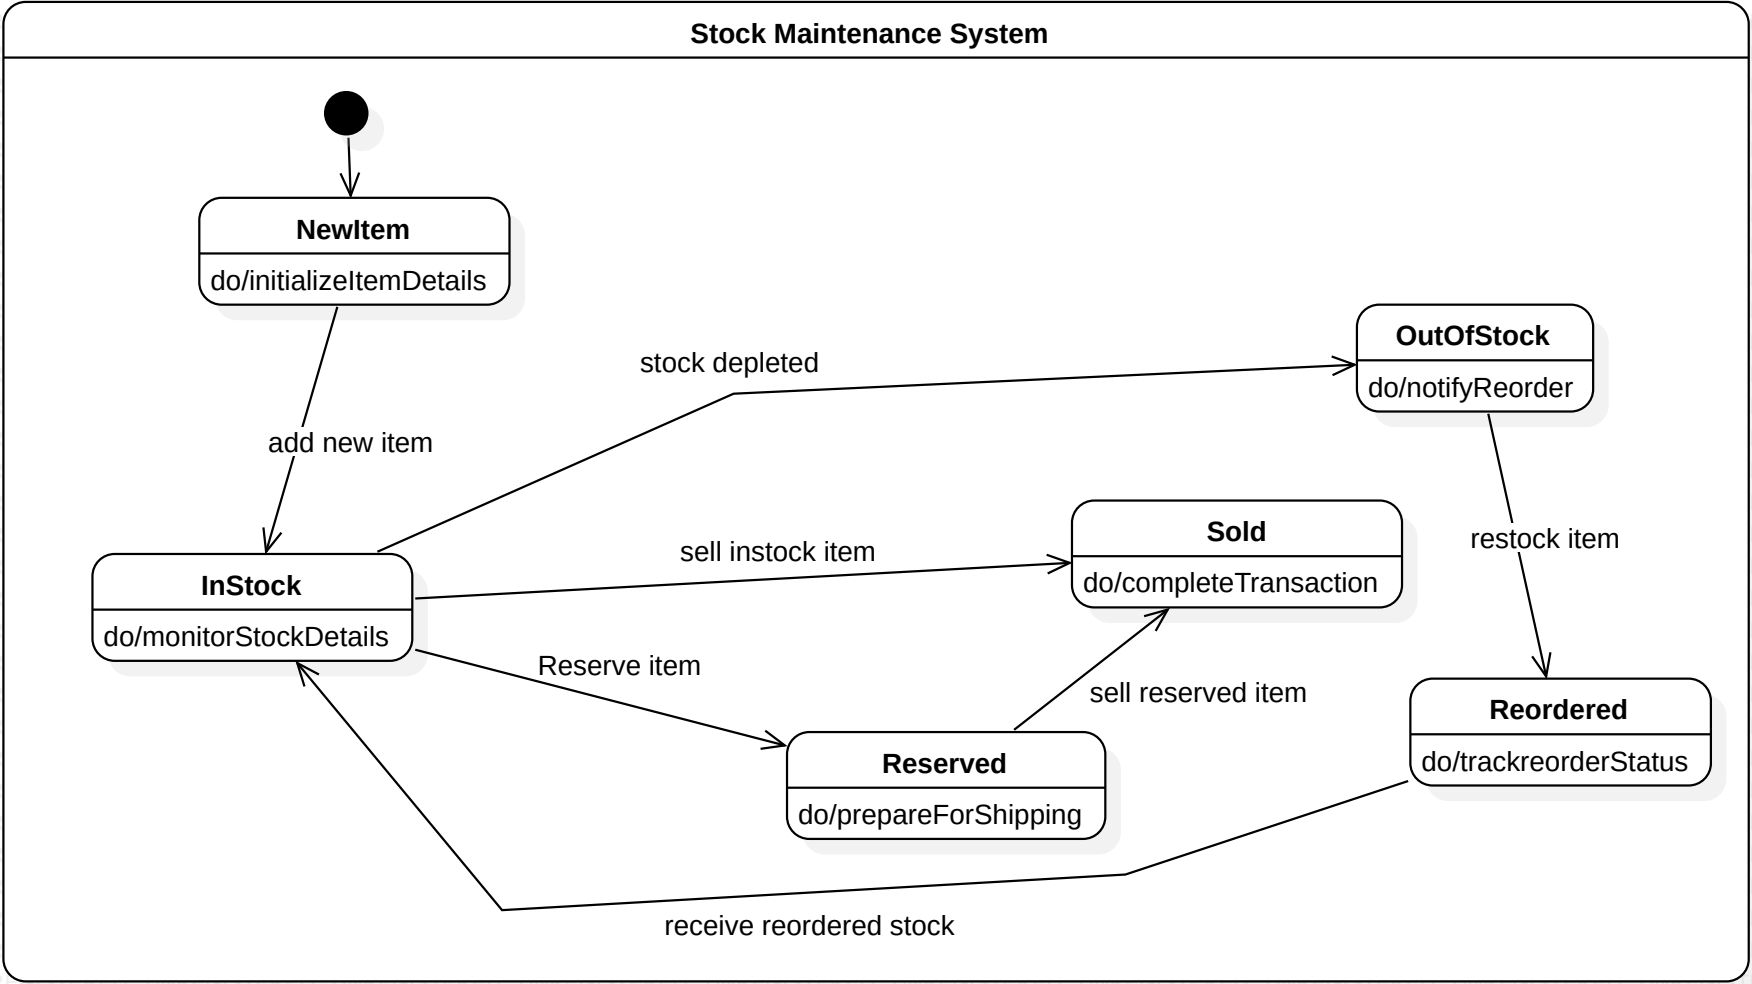 Stock Maintenance System
NewItem
do/initializeItemDetails
OutOfStock
do/notifyReorder
stock depleted
add new item
Sold
do/completeTransaction
restock item
sell instock item
InStock
do/monitorStockDetails
Reserve item
sell reserved item
Reordered
do/trackreorderStatus
Reserved
do/prepareForShipping
receive reordered stock